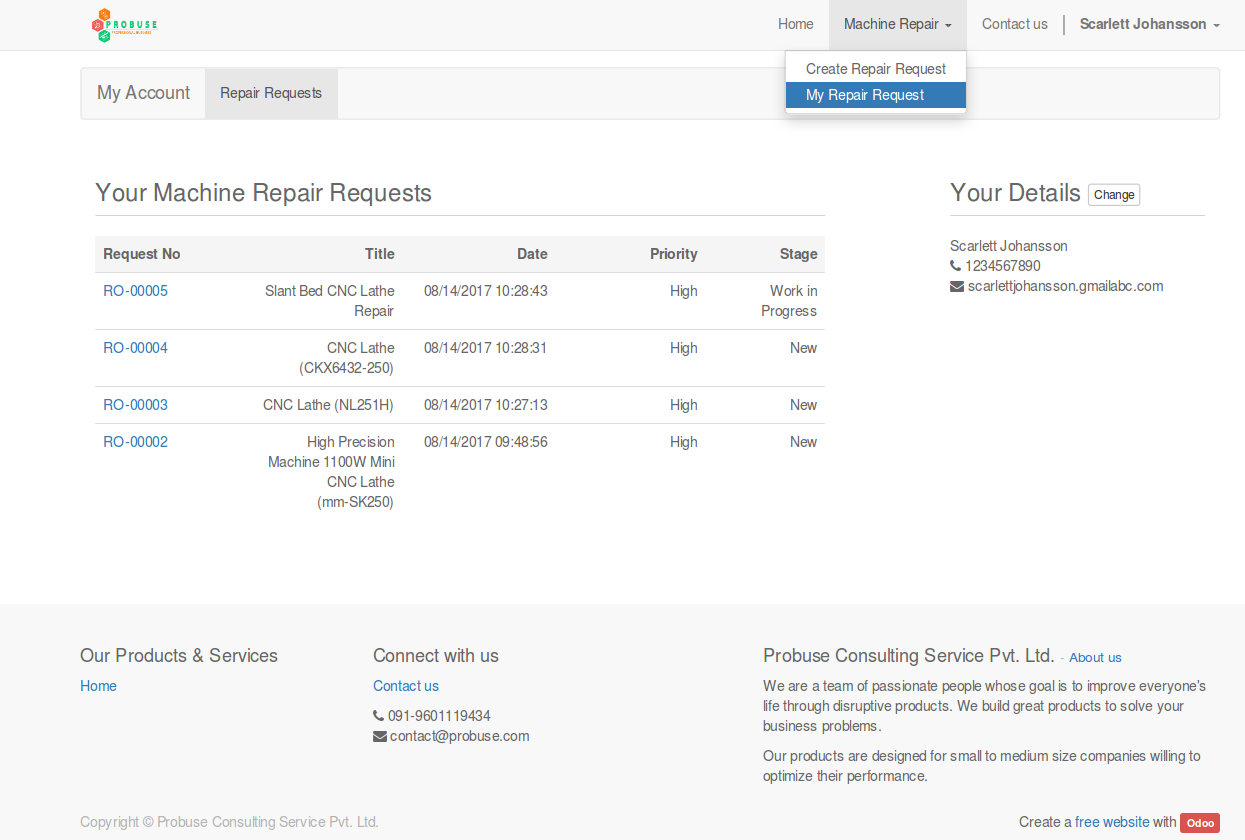 PROBUSE
Home
Machine Repair
Contact us
Scarlett Johansson
Create Repair Request
My Repair Request
My Account
Repair Requests
Your Machine Repair Requests
Request No Title Date Priority Stage
RO-00005 Slant Bed CNC Lathe 08/14/2017 10:28:43 High Work in
Repair Progress
RO-00004 CNC Lathe 08/14/2017 10:28:31 High New
(CKX6432-250)
RO-00003 CNC Lathe (NL251H) 08/14/2017 10:27:13 High New
RO-00002 High Precision 08/14/2017 09:48:56 High New
Machine 1100W Mini
CNC Lathe
(mm-SK250)
Your Details Change
Scarlett Johansson
1234567890
scarlettjohansson.gmailabc.com
Our Products & Services
Home
Connect with us
Contact us
091-9601119434
contact@probuse.com
Probuse Consulting Service Pvt. Ltd. - About us
We are a team of passionate people whose goal is to improve everyone's
life through disruptive products. We build great products to solve your
business problems.
Our products are designed for small to medium size companies willing to
optimize their performance.
Copyright © Probuse Consulting Service Pvt. Ltd.
Create a free website with Odoo